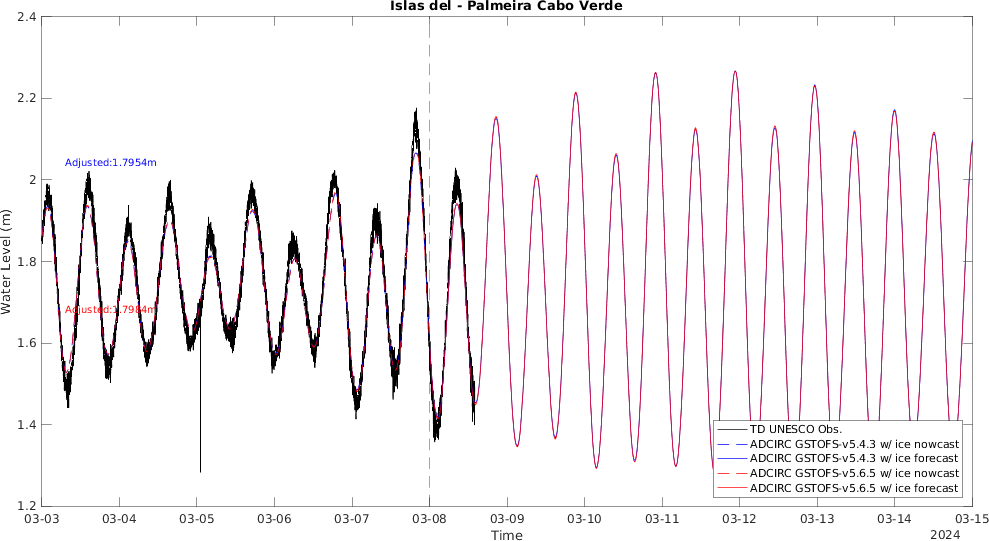 Islas del - Palmeira Cabo Verde
2.4
2.2
2
1.8
1.6
1.4
1.2
Water Level (m)
Adjusted:1.7954m
Adjusted:1.7984m
TD UNESCO Obs.
ADCIRC GSTOFS-v5.4.3 w/ ice nowcast
ADCIRC GSTOFS-v5.4.3 w/ ice forecast
ADCIRC GSTOFS-v5.6.5 w/ ice nowcast
ADCIRC GSTOFS-v5.6.5 w/ ice forecast
03-03 03-04 03-05 03-06 03-07 03-08 03-09 03-10 03-11 03-12 03-13 03-14 03-15
Time
2024